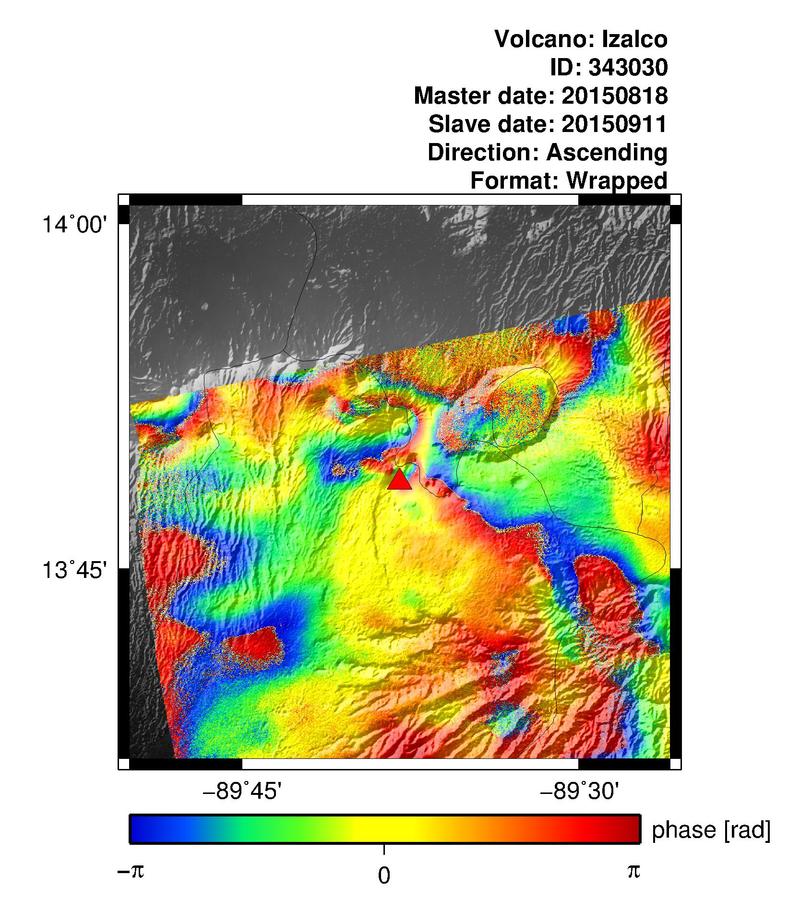 Volcano: Izalco
ID: 343030
Master date: 20150818
Slave date: 20150911
Direction: Ascending
Format: Wrapped
14°00'
13°45'
−89°45'
−89°30'
phase [rad]
−π
0
π